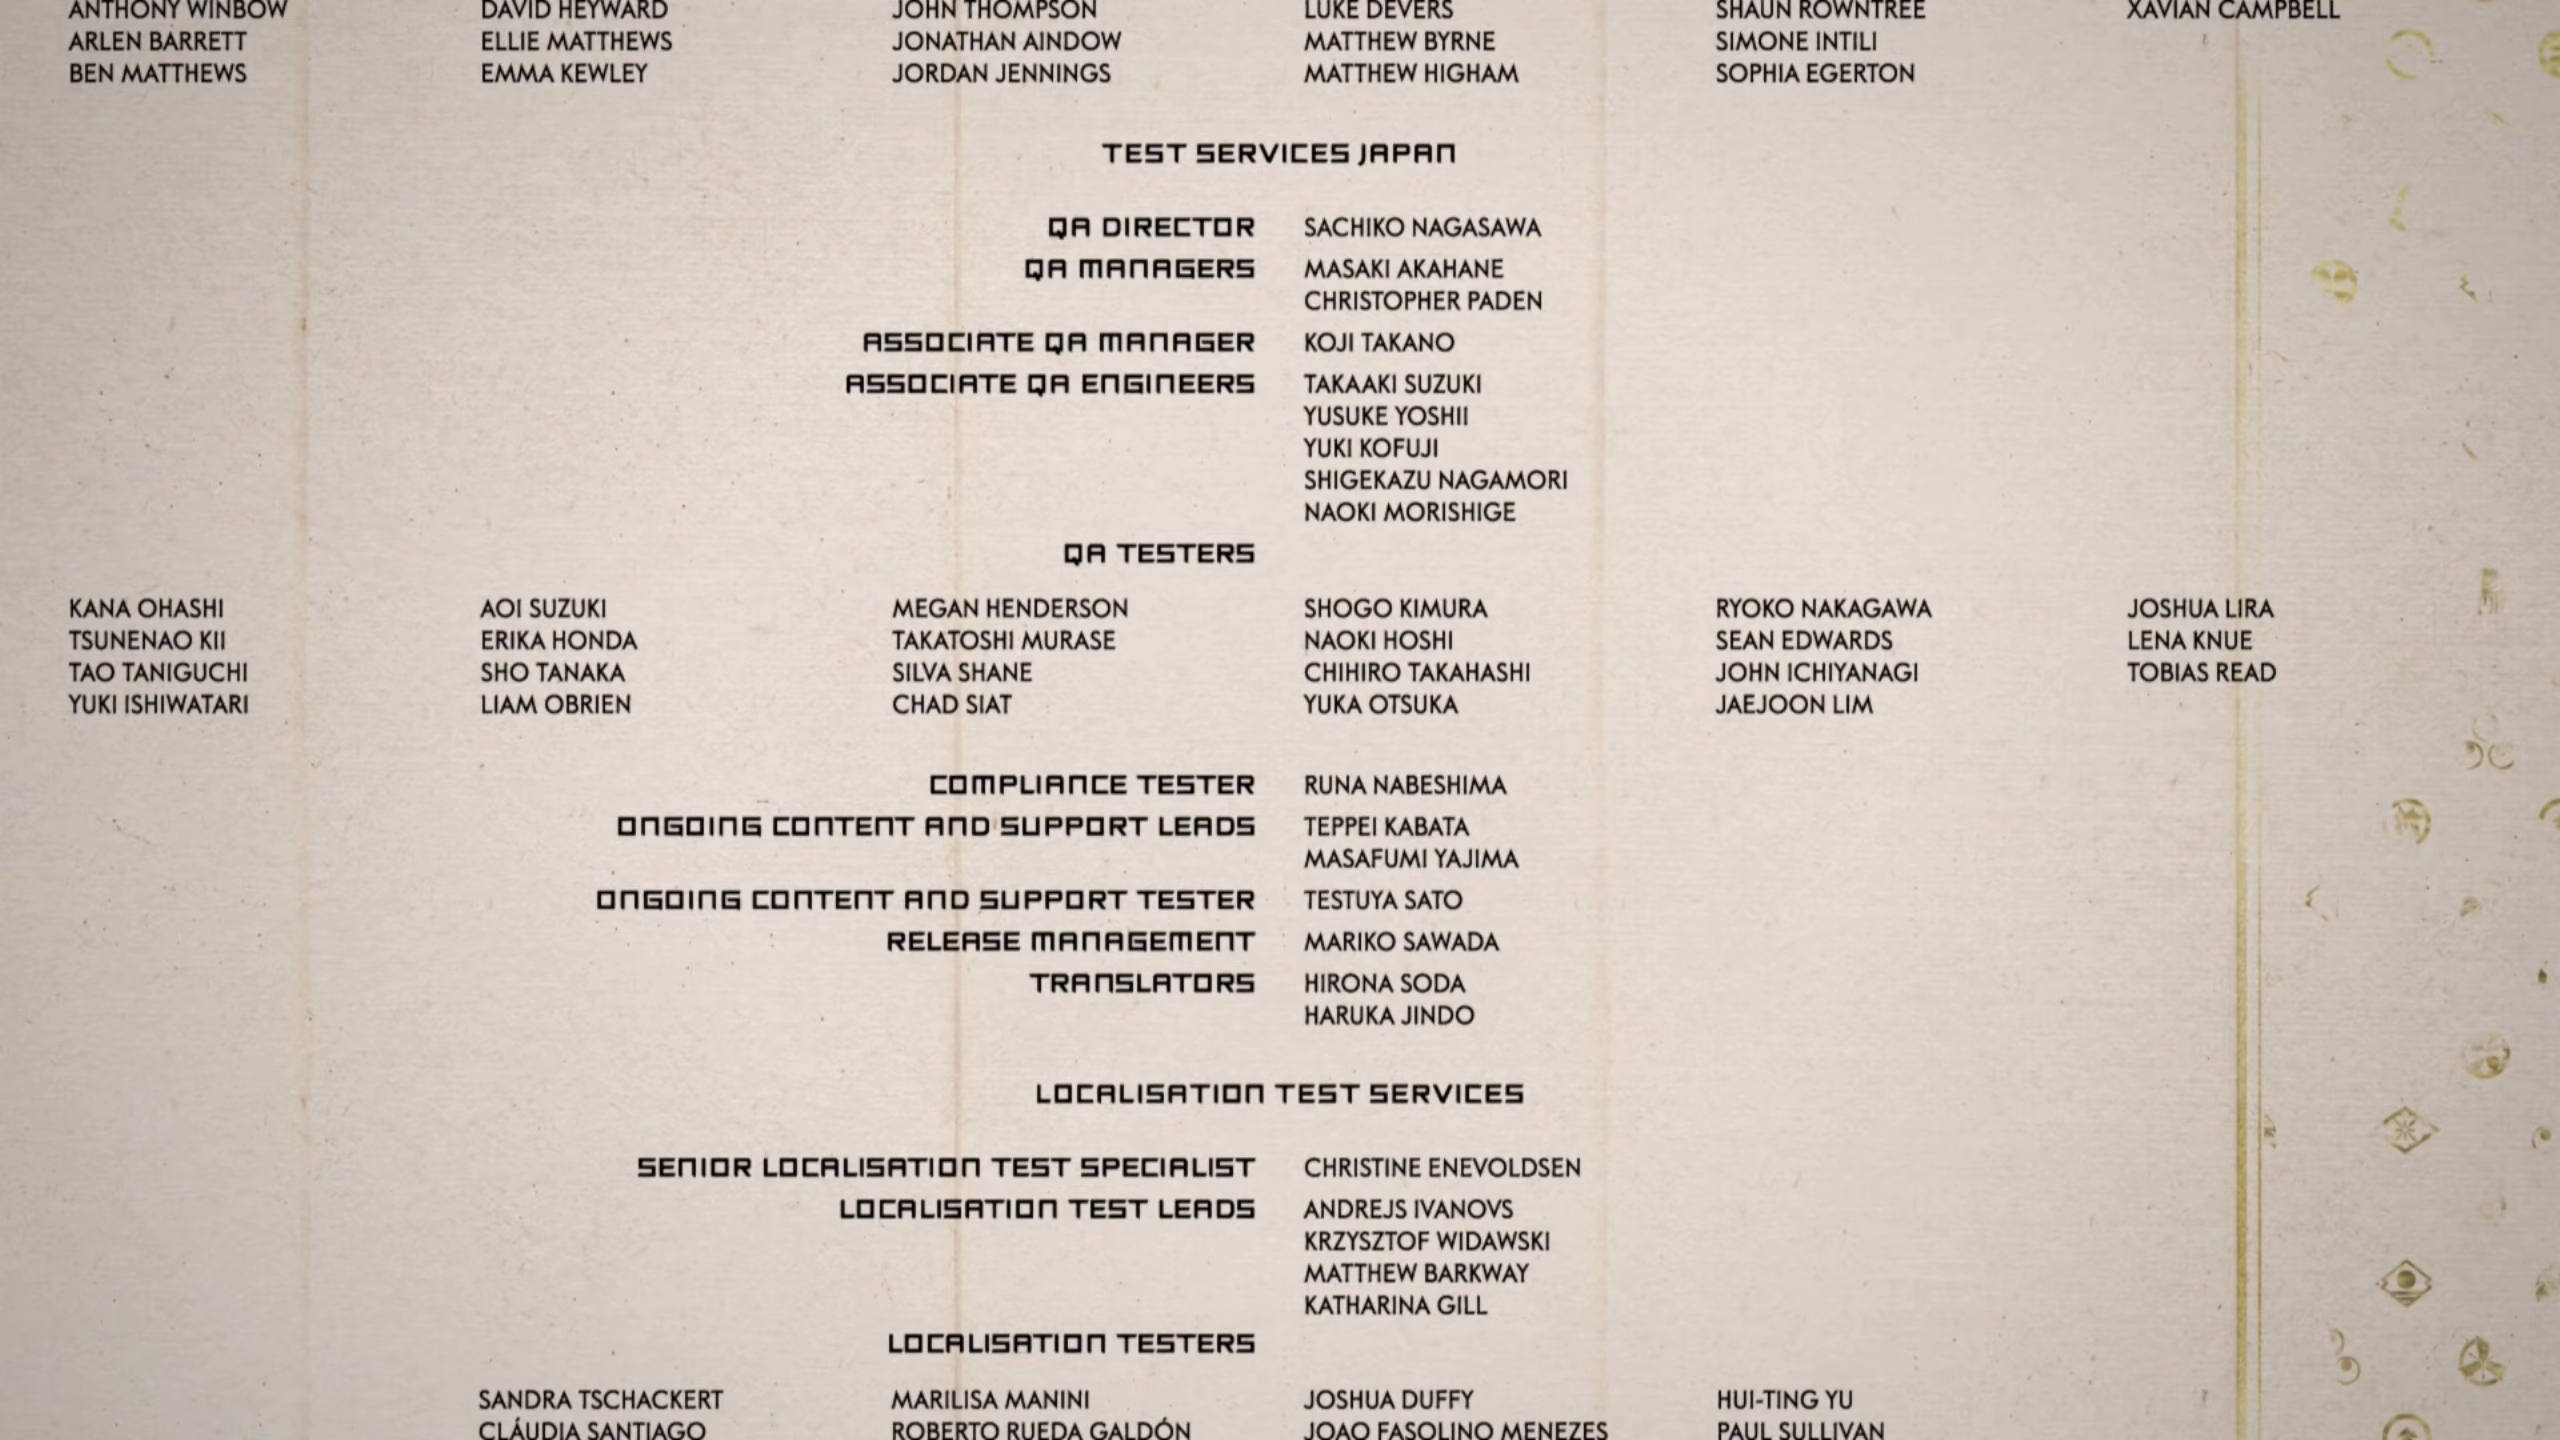 ANTHONY WINBOW DAVID HEYWARD JOHN THOMPSON LUKE DEVERS SHAUN ROWNTREE XAVIAN CAMPBELL
ARLEN BARRETT ELLIE MATTHEWS JONATHAN AINDOW MATTHEW BYRNE SIMONE INTILI
BEN MATTHEWS EMMA KEWLEY JORDAN JENNINGS MATTHEW HIGHAM SOPHIA EGERTON
TEST SERVICES JAPAN
QA DIRECTOR SACHIKO NAGASAWA
QA MANAGERS MASAKI AKAHANE
CHRISTOPHER PADEN
ASSOCIATE QA MANAGER KOJI TAKANO
ASSOCIATE QA ENGINEERS TAKAAKI SUZUKI
YUSUKE YOSHII
YUKI KOFUJI
SHIGEKAZU NAGAMORI
NAOKI MORISHIGE
QA TESTERS
KANA OHASHI AOI SUZUKI MEGAN HENDERSON SHOGO KIMURA RYOKO NAKAGAWA JOSHUA LIRA
TSUNENAO KII ERIKA HONDA TAKATOSHI MURASE NAOKI HOSHI SEAN EDWARDS LENA KNUE
TAO TANIGUCHI SHO TANAKA SILVA SHANE CHIHIRO TAKAHASHI JOHN ICHIYANAGI TOBIAS READ
YUKI ISHIWATARI LIAM OBRIEN CHAD SIAT YUKA OTSUKA JAEJOON LIM
COMPLIANCE TESTER RUNA NABESHIMA
ONGOING CONTENT AND SUPPORT LEADS TEPPEI KABATA
MASAFUMI YAJIMA
ONGOING CONTENT AND SUPPORT TESTER TESTUYA SATO
RELEASE MANAGEMENT MARIKO SAWADA
TRANSLATORS HIRONA SODA
HARUKA JINDO
LOCALISATION TEST SERVICES
SENIOR LOCALISATION TEST SPECIALIST CHRISTINE ENEVOLDSEN
LOCALISATION TEST LEADS ANDREJS IVANOVS
KRZYSZTOF WIDAWSKI
MATTHEW BARKWAY
KATHARINA GILL
LOCALISATION TESTERS
SANDRA TSCHACKERT MARILISA MANINI JOSHUA DUFFY HUI-TING YU
CLÁUDIA SANTIAGO ROBERTO RUEDA GALDÓN JOAO FASOLINO MENEZES PAUL SULLIVAN